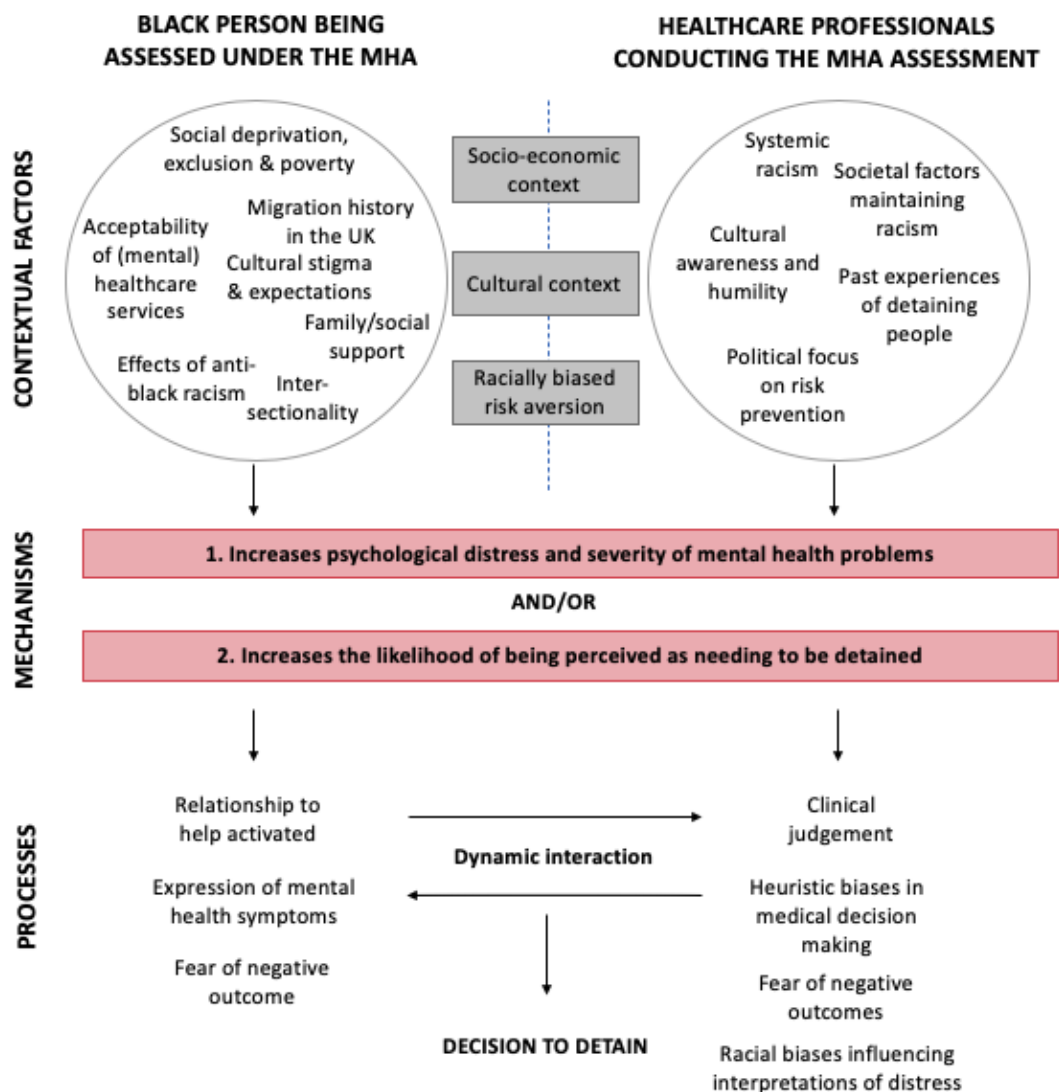 BLACK PERSON BEING
ASSESSED UNDER THE MHA
HEALTHCARE PROFESSIONALS
CONDUCTING THE MHA ASSESSMENT
CONTEXTUAL FACTORS
Social deprivation,
exclusion & poverty
Migration history
in the UK
Acceptability
of (mental)
healthcare
services
Cultural stigma
& expectations
Family/social
support
Effects of anti-
black racism
Inter-
sectionality
Socio-economic
context
Cultural context
Racially biased
risk aversion
Systemic
racism
Societal factors
maintaining
racism
Cultural
awareness and
humility
Past experiences
of detaining
people
Political focus
on risk
prevention
MECHANISMS
1. Increases psychological distress and severity of mental health problems
AND/OR
2. Increases the likelihood of being perceived as needing to be detained
PROCESSES
Relationship to
help activated
Expression of mental
health symptoms
Fear of negative
outcome
Dynamic interaction
DECISION TO DETAIN
Clinical
judgement
Heuristic biases in
medical decision
making
Fear of negative
outcomes
Racial biases influencing
interpretations of distress